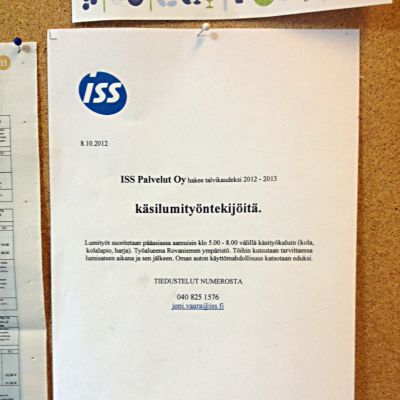 ISS
8.10.2012
ISS Palvelut Oy hakee talvikaudeksi 2012 - 2013
käsilumityöntekijöitä.
Lumityöt suoritetaan pääasiassa aamuisin klo 5.00 - 8.00 välillä käsityökaluin (kola,
kolalapio, harja). Työalueena Rovaniemen ympäristö. Töihin kutsutaan tarvittaessa
lumisateen aikana ja sen jälkeen. Oman auton käyttömahdollisuus katsotaan eduksi.
TIEDUSTELUT NUMEROSTA
040 825 1576
joni.vaara@iss.fi